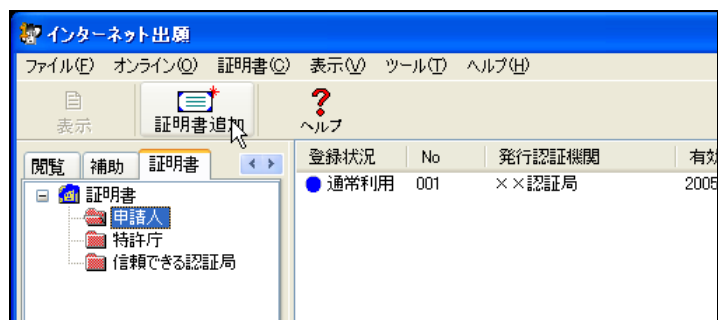 インターネット出願
ファイル(F) オンライン(O) 証明書(C) 表示(V) ツール(T) ヘルプ(H)
表示 証明書追加 ヘルプ
閲覧 補助 証明書
登録状況 No 発行認証機関 有効
通常利用 001 ××認証局 2005
証明書
申請人
特許庁
信頼できる認証局